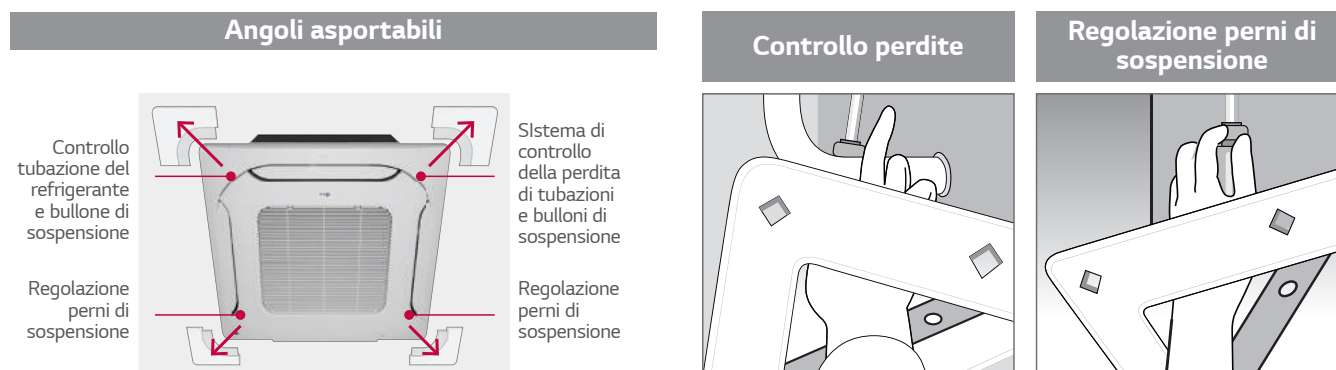 Angoli asportabili
Controllo
tubazione del
refrigerante
e bullone di
sospensione
Regolazione
perni di
sospensione
SIstema di
controllo
della perdita
di tubazioni
e bulloni di
sospensione
Regolazione
perni di
sospensione
Controllo perdite
Regolazione perni di
sospensione